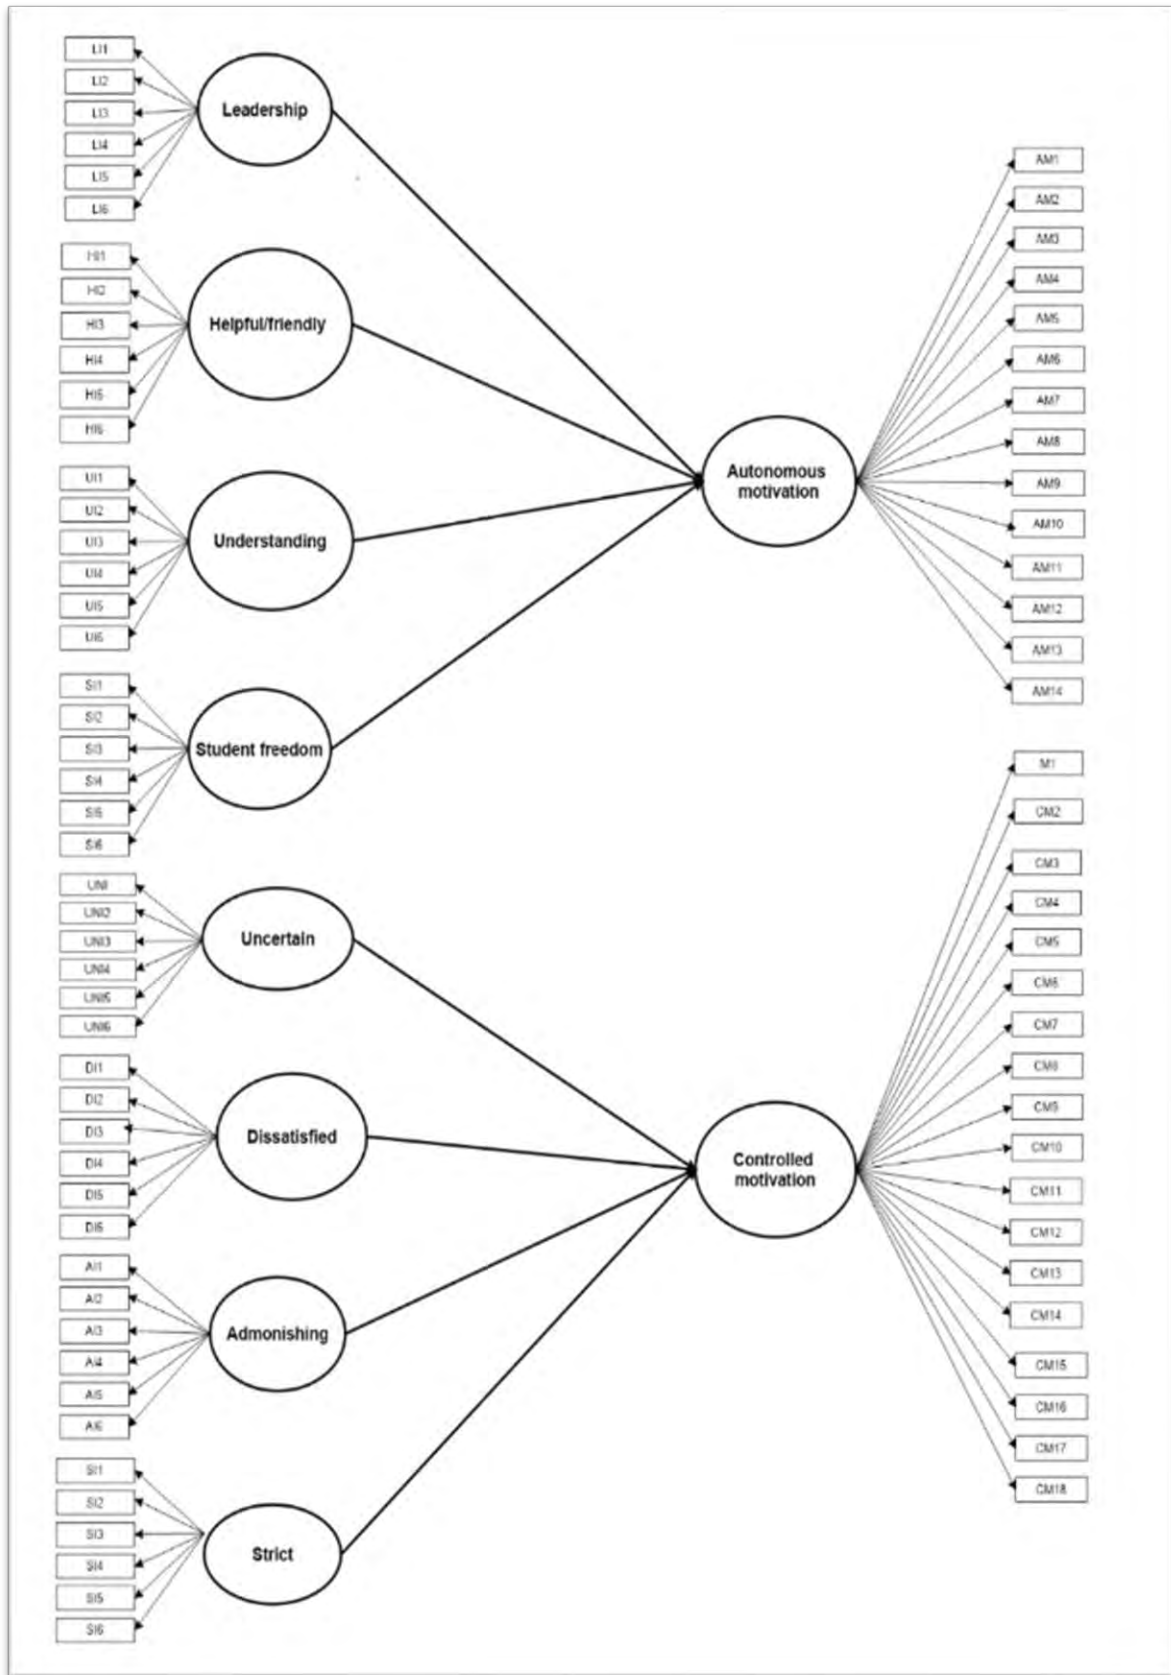 LI1
LI2
LI3
LI4
LI5
LI6
Leadership
HI1
HI2
HI3
HI4
HI5
HI6
Helpful/friendly
UI1
UI2
UI3
UI4
UI5
UI6
Understanding
SI1
SI2
SI3
SI4
SI5
SI6
Student freedom
UNI
UNI2
UNI3
UNI4
UNI5
UNI6
Uncertain
DI1
DI2
DI3
DI4
DI5
DI6
Dissatisfied
AI1
AI2
AI3
AI4
AI5
AI6
Admonishing
SI1
SI2
SI3
SI4
SI5
SI6
Strict
Autonomous
motivation
AM1
AM2
AM3
AM4
AM5
AM6
AM7
AM8
AM9
AM10
AM11
AM12
AM13
AM14
Controlled
motivation
M1
CM2
CM3
CM4
CM5
CM6
CM7
CM8
CM9
CM10
CM11
CM12
CM13
CM14
CM15
CM16
CM17
CM18